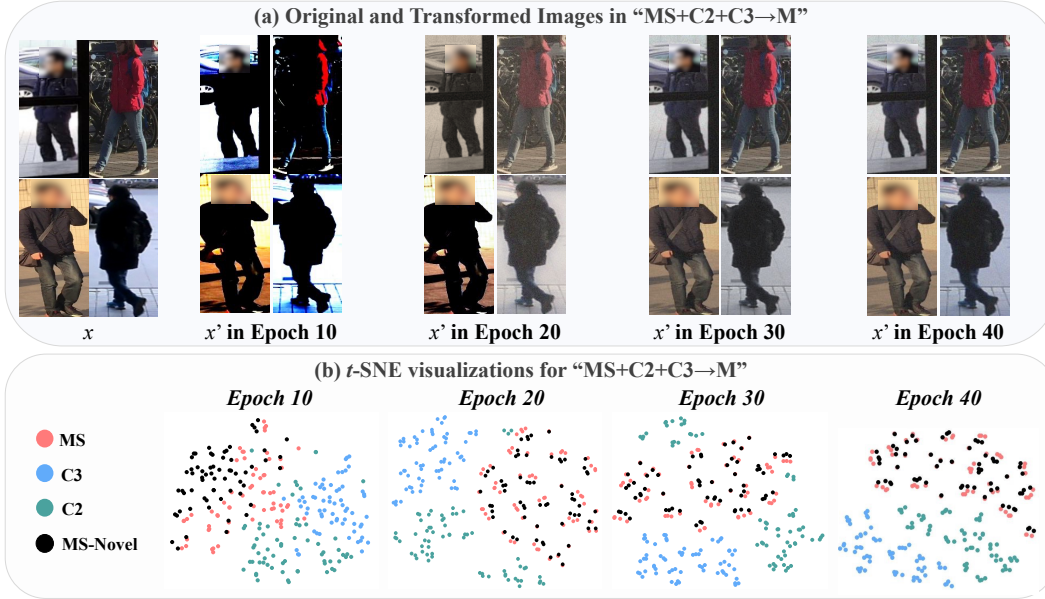 (a) Original and Transformed Images in “MS+C2+C3→M”
x
x’ in Epoch 10
x’ in Epoch 20
x’ in Epoch 30
x’ in Epoch 40
(b) t-SNE visualizations for “MS+C2+C3→M”
Epoch 10
Epoch 20
Epoch 30
Epoch 40
MS
C3
C2
MS-Novel